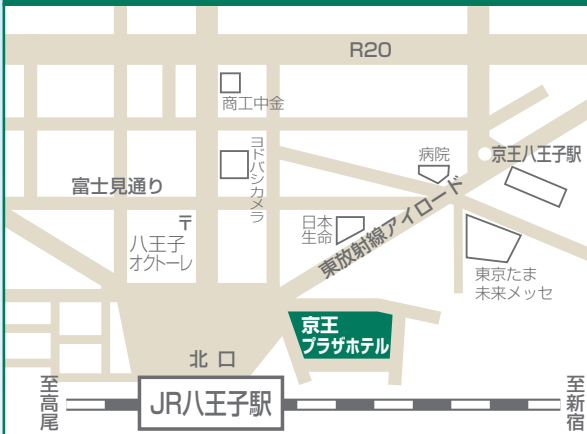 R20
商工中金
ヨドバシカメラ
病院
京王八王子駅
富士見通り
〒
八王子
オクトーレ
日本
生命
東放射線アイロード
東京たま
未来メッセ
京王
プラザホテル
北口
至高尾
JR八王子駅
至新宿